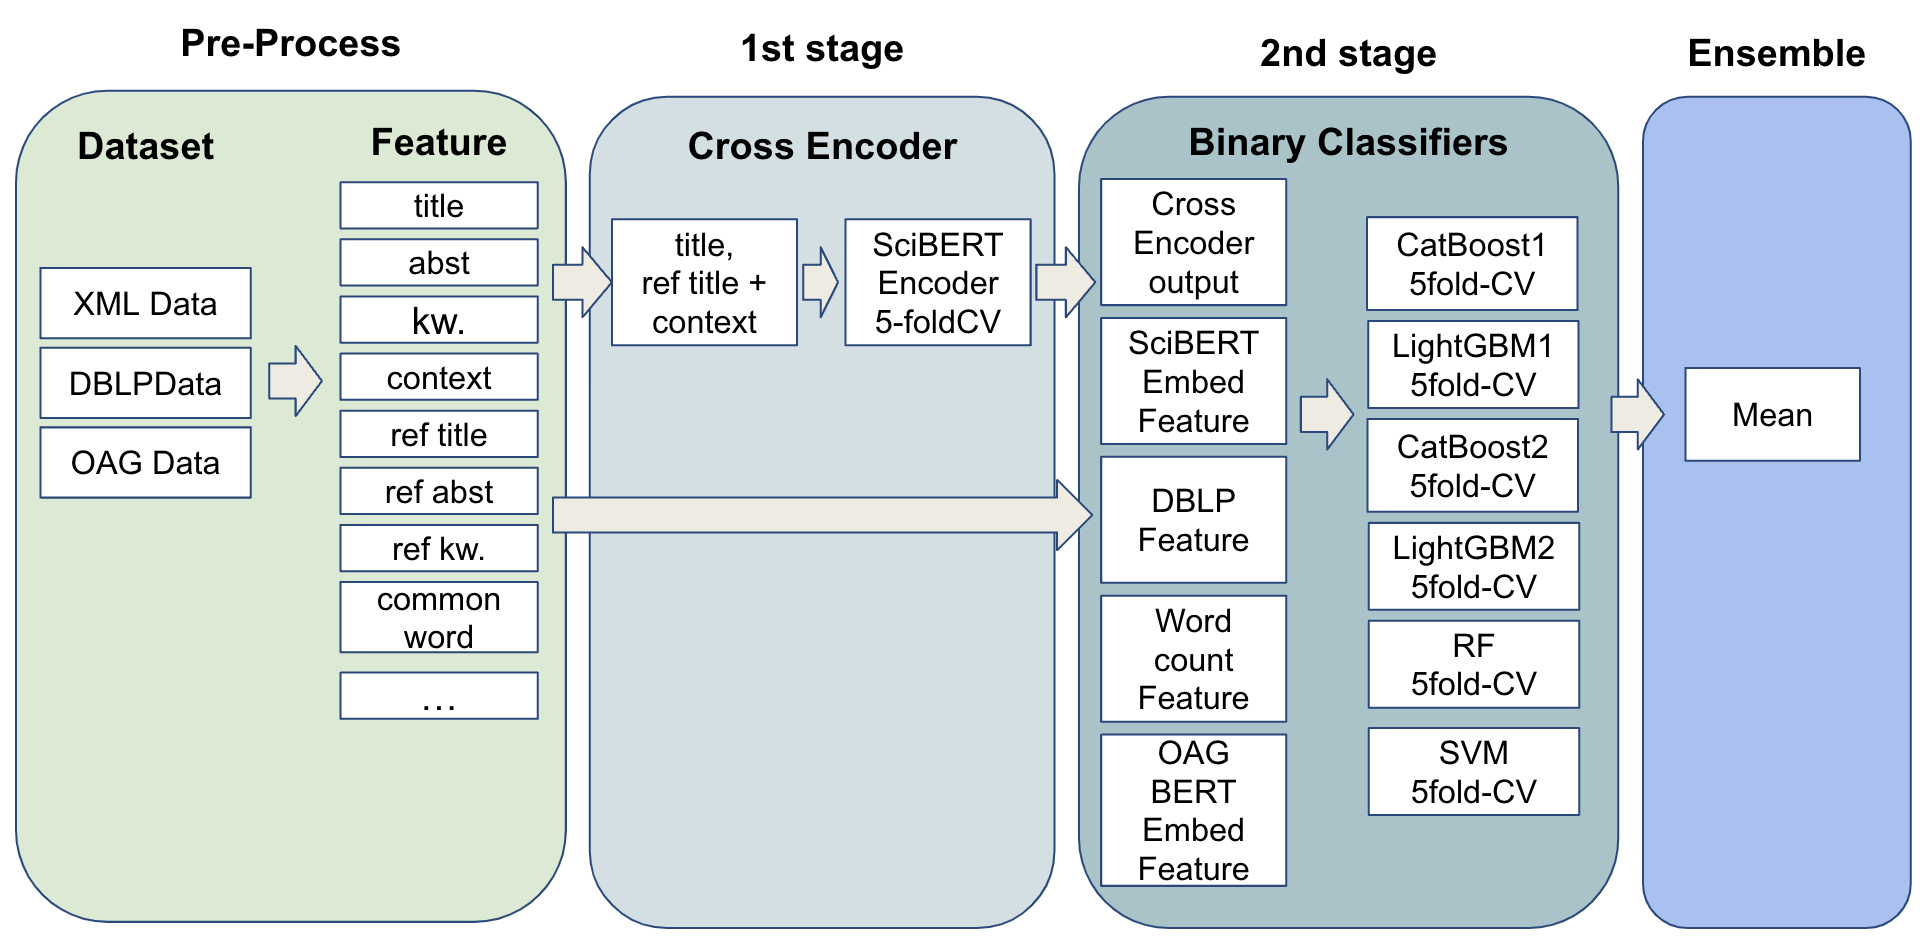 Pre-Process
Dataset
XML Data
DBLPData
OAG Data
Feature
title
abst
kw.
context
ref title
ref abst
ref kw.
common
word
...
1st stage
Cross Encoder
title,
ref title +
context
SciBERT
Encoder
5-foldCV
2nd stage
Binary Classifiers
Cross
Encoder
output
SciBERT
Embed
Feature
DBLP
Feature
Word
count
Feature
OAG
BERT
Embed
Feature
CatBoost1
5fold-CV
LightGBM1
5fold-CV
CatBoost2
5fold-CV
LightGBM2
5fold-CV
RF
5fold-CV
SVM
5fold-CV
Ensemble
Mean